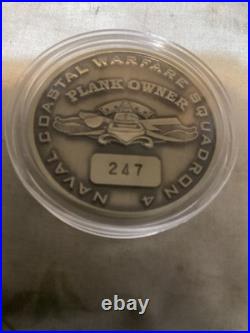 NAVAL COASTAL WARFARE SQUADRON 4
PLANK OWNER
247